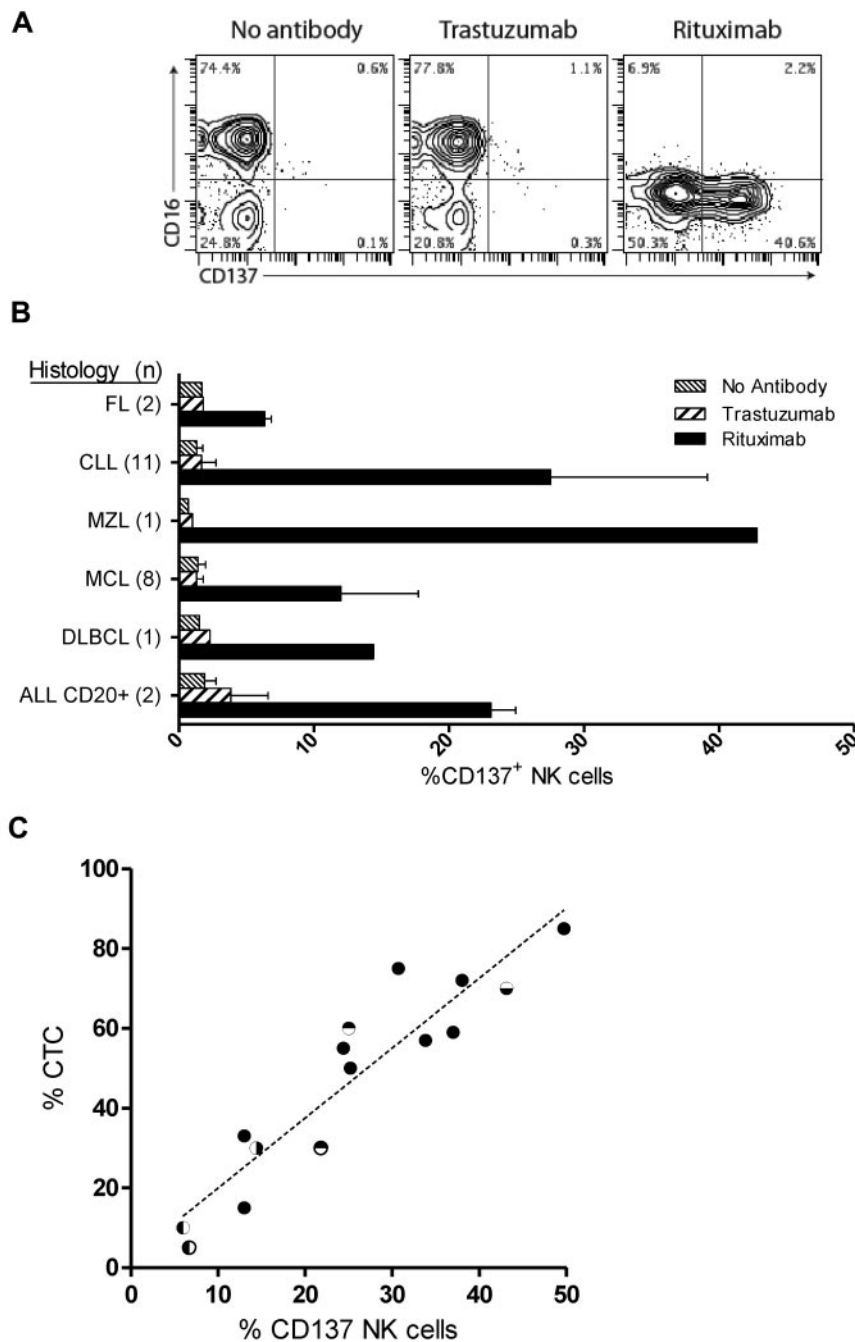 A
No antibody Trastuzumab Rituximab
74.4% 0.6% 77.8% 1.1% 6.9% 2.2%
CD16
24.8% 0.1% 20.8% 0.3% 50.3% 40.6%
CD137
B
Histology (n)
FL (2)
CLL (11)
MZL (1)
MCL (8)
DLBCL (1)
ALL CD20+ (2)
No Antibody
Trastuzumab
Rituximab
0 10 20 30 40 50
%CD137+ NK cells
C
100
80
60
40
20
0
% CTC
0 10 20 30 40 50
% CD137 NK cells